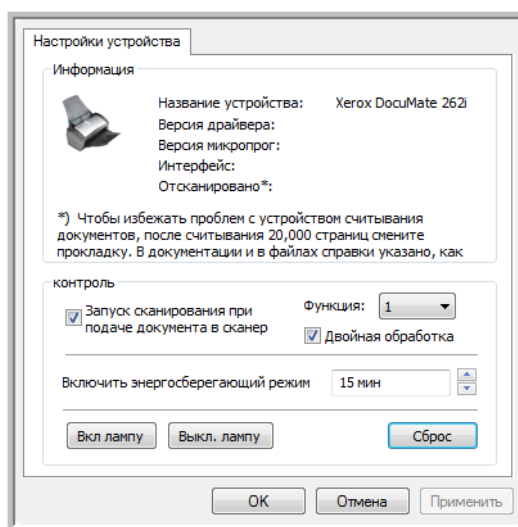 Настройки устройства
Информация
Название устройства: Xerox DocuMate 262i
Версия драйвера:
Версия микропрог:
Интерфейс:
Отсканировано*:
*) Чтобы избежать проблем с устройством считывания
документов, после считывания 20,000 страниц смените
прокладку. В документации и в файлах справки указано, как
контроль
Запуск сканирования при
подаче документа в сканер
Функция: 1
Двойная обработка
Включить энергосберегающий режим 15 мин
Вкл лампу Выкл. лампу Сброс
OK Отмена Применить